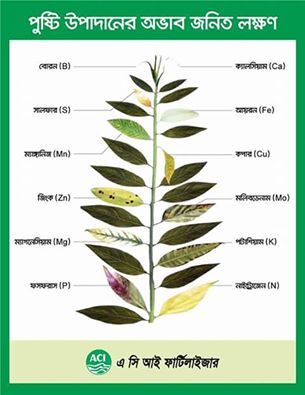 পুষ্টি উপাদানের অভাব জনিত লক্ষণ
বোরন (B)
ক্যালসিয়াম (Ca)
সালফার (S)
আয়রন (Fe)
ম্যাঙ্গানিজ (Mn)
কপার (Cu)
জিংক (Zn)
মলিবডেনাম (Mo)
ম্যাগনেসিয়াম (Mg)
পটাশিয়াম (K)
ফসফরাস (P)
নাইট্রোজেন (N)
ACI
এ সি আই ফার্টিলাইজার